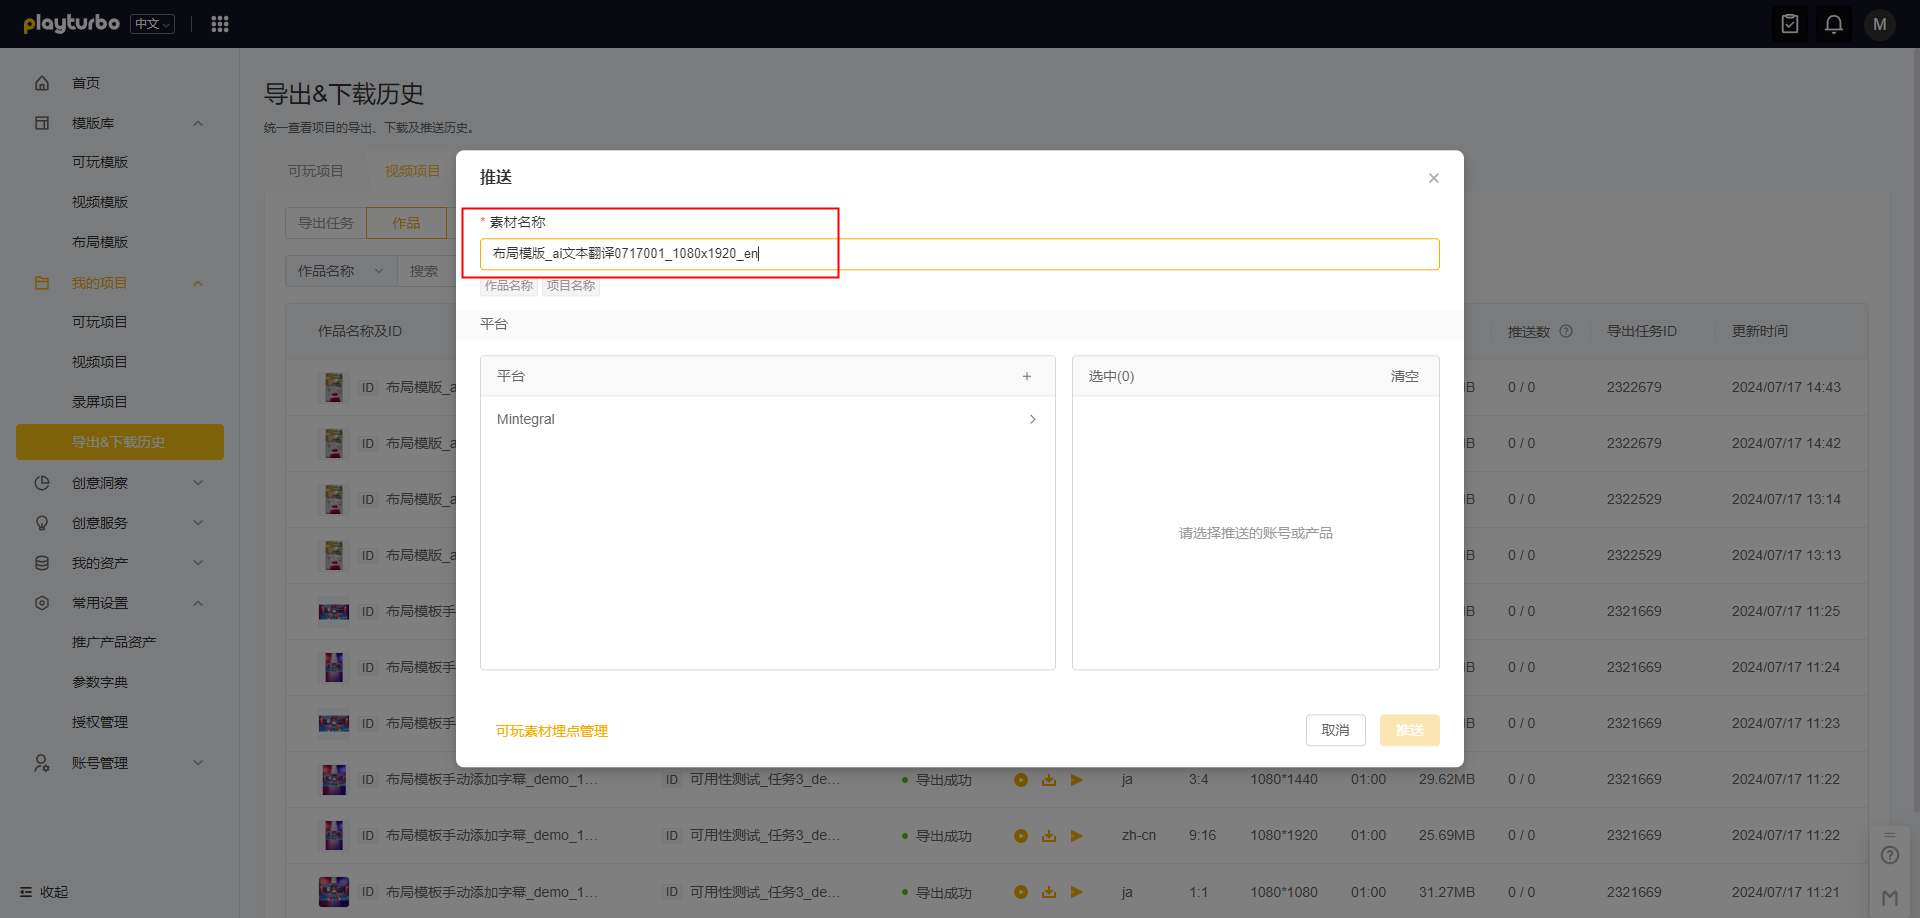 playturbo 中文
M
首页
模版库
可玩模版
视频模版
布局模版
我的项目
可玩项目
视频项目
录屏项目
导出&下载历史
创意洞察
创意服务
我的资产
常用设置
推广产品资产
参数字典
授权管理
账号管理
收起
导出&下载历史
统一查看项目的导出、下载及推送历史。
可玩项目 视频项目
导出任务 作品
作品名称 搜索
作品名称及ID 推送数 导出任务ID 更新时间
ID 布局模版_a 0 / 0 2322679 2024/07/17 14:43
ID 布局模版_a 0 / 0 2322679 2024/07/17 14:42
ID 布局模版_a 0 / 0 2322529 2024/07/17 13:14
ID 布局模版_a 0 / 0 2322529 2024/07/17 13:13
ID 布局模板手 0 / 0 2321669 2024/07/17 11:25
ID 布局模板手 0 / 0 2321669 2024/07/17 11:24
ID 布局模板手 0 / 0 2321669 2024/07/17 11:23
ID 布局模板手动添加字幕_demo_1... ID 可用性测试_任务3_de... 导出成功 ja 3:4 1080*1440 01:00 29.62MB 0 / 0 2321669 2024/07/17 11:22
ID 布局模板手动添加字幕_demo_1... ID 可用性测试_任务3_de... 导出成功 zh-cn 9:16 1080*1920 01:00 25.69MB 0 / 0 2321669 2024/07/17 11:22
ID 布局模板手动添加字幕_demo_1... ID 可用性测试_任务3_de... 导出成功 ja 1:1 1080*1080 01:00 31.27MB 0 / 0 2321669 2024/07/17 11:21
推送
* 素材名称
布局模版_ai文本翻译0717001_1080x1920_en
作品名称 项目名称
平台
平台 +
Mintegral
选中(0) 清空
请选择推送的账号或产品
可玩素材埋点管理
取消 推送